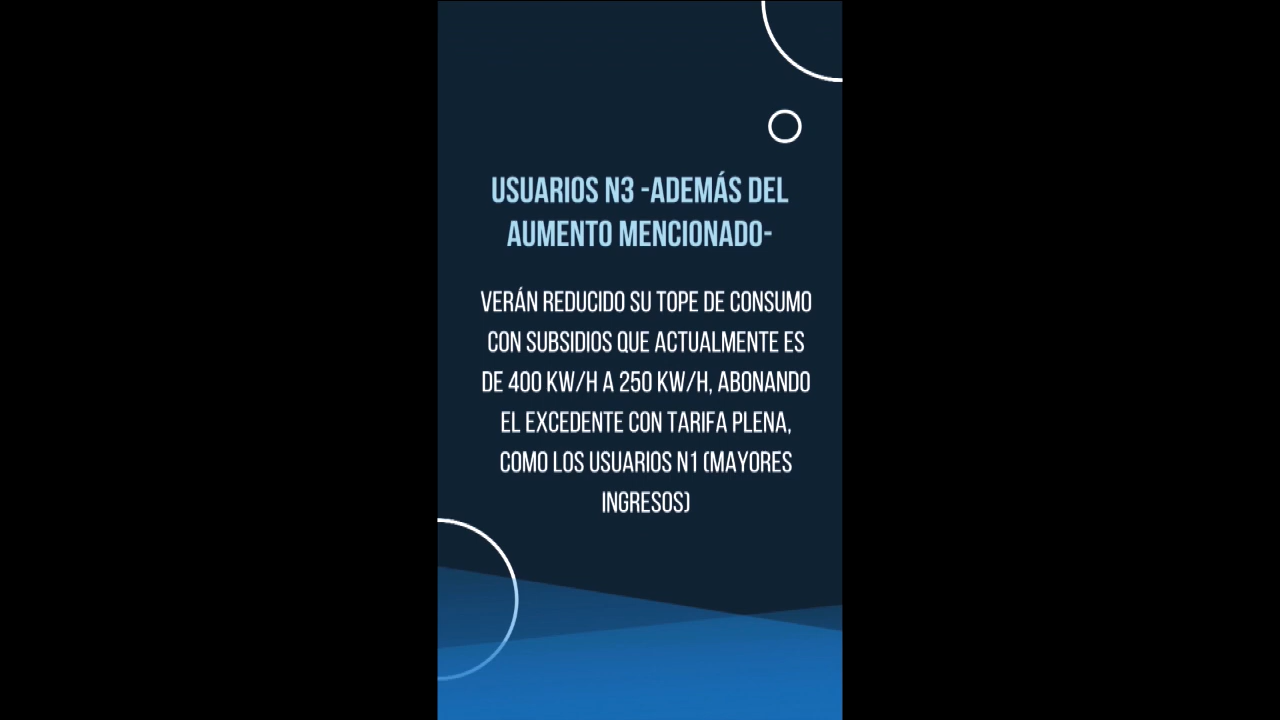 USUARIOS N3 -ADEMÁS DEL
AUMENTO MENCIONADO-
VERÁN REDUCIDO SU TOPE DE CONSUMO
CON SUBSIDIOS QUE ACTUALMENTE ES
DE 400 KW/H A 250 KW/H, ABONANDO
EL EXCEDENTE CON TARIFA PLENA,
COMO LOS USUARIOS N1 (MAYORES
INGRESOS)